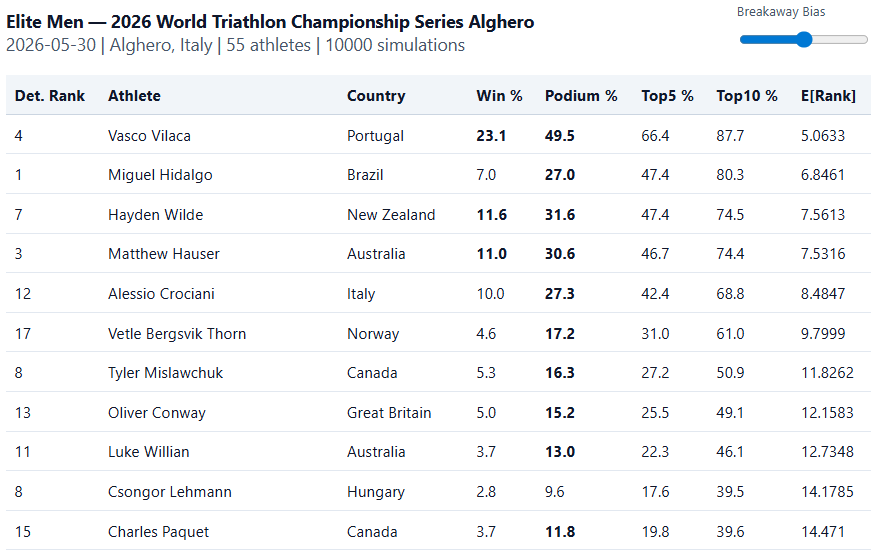 Elite Men — 2026 World Triathlon Championship Series Alghero
2026-05-30 | Alghero, Italy | 55 athletes | 10000 simulations
Breakaway Bias
Det. Rank Athlete Country Win % Podium % Top5 % Top10 % E[Rank]
4 Vasco Vilaca Portugal 23.1 49.5 66.4 87.7 5.0633
1 Miguel Hidalgo Brazil 7.0 27.0 47.4 80.3 6.8461
7 Hayden Wilde New Zealand 11.6 31.6 47.4 74.5 7.5613
3 Matthew Hauser Australia 11.0 30.6 46.7 74.4 7.5316
12 Alessio Crociani Italy 10.0 27.3 42.4 68.8 8.4847
17 Vetle Bergsvik Thorn Norway 4.6 17.2 31.0 61.0 9.7999
8 Tyler Mislawchuk Canada 5.3 16.3 27.2 50.9 11.8262
13 Oliver Conway Great Britain 5.0 15.2 25.5 49.1 12.1583
11 Luke Willian Australia 3.7 13.0 22.3 46.1 12.7348
8 Csongor Lehmann Hungary 2.8 9.6 17.6 39.5 14.1785
15 Charles Paquet Canada 3.7 11.8 19.8 39.6 14.471